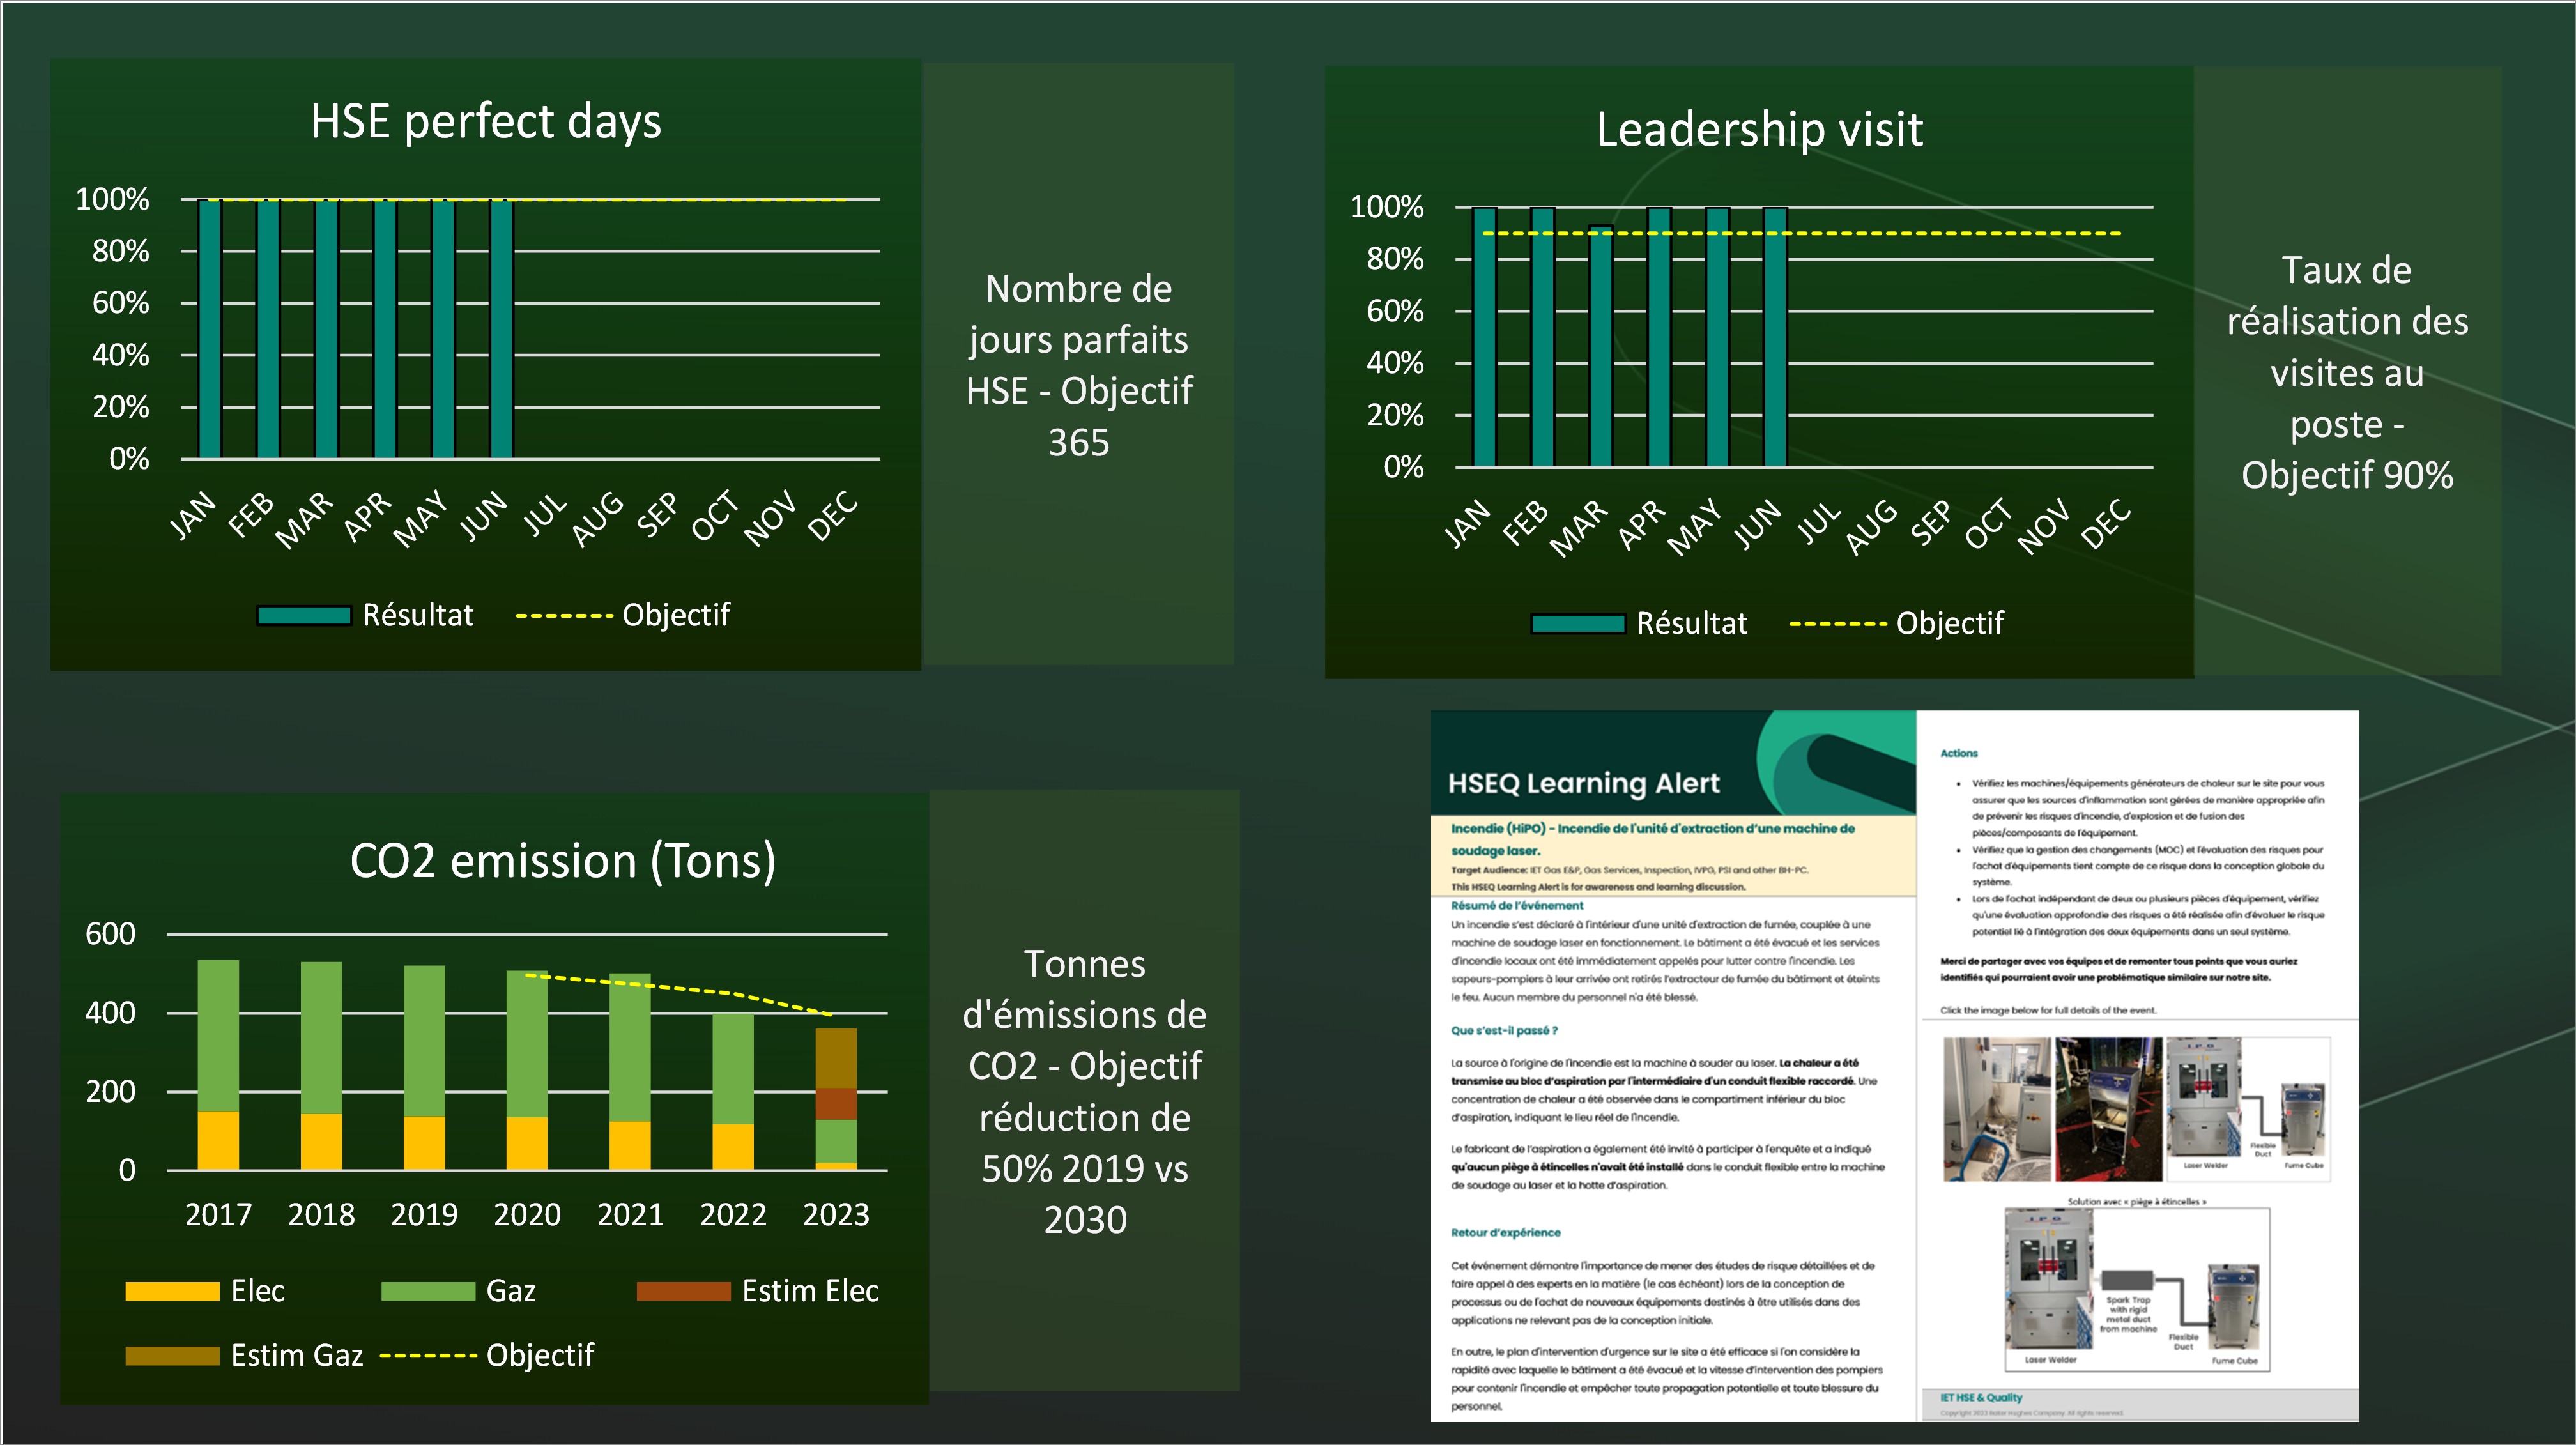 HSE perfect days
100%
80%
60%
40%
20%
0%
JAN FEB MAR APR MAY JUN JUL AUG SEP OCT NOV DEC
Résultat Objectif
Nombre de
jours parfaits
HSE - Objectif
365
Leadership visit
100%
80%
60%
40%
20%
0%
JAN FEB MAR APR MAY JUN JUL AUG SEP OCT NOV DEC
Résultat Objectif
Taux de
réalisation des
visites au
poste -
Objectif 90%
CO2 emission (Tons)
600
400
200
0
2017 2018 2019 2020 2021 2022 2023
Elec Gaz Estim Elec
Estim Gaz Objectif
Tonnes
d'émissions de
CO2 - Objectif
réduction de
50% 2019 vs
2030
HSEQ Learning Alert
Incendie (HiPO) – Incendie de l'unité d'extraction d'une machine de
soudage laser.
Target Audience: IET Gas E&P, Gas Services, Inspection, IVPG, PSI and other BH-PC.
This HSEQ Learning Alert is for awareness and learning discussion.
Résumé de l'événement
Un incendie s'est déclaré à l'intérieur d'une unité d'extraction de fumée, couplée à une
machine de soudage laser en fonctionnement. Le bâtiment a été évacué et les services
d'incendie locaux ont été immédiatement appelés pour lutter contre l'incendie. Les
sapeurs-pompiers à leur arrivée ont retirés l'extracteur de fumée du bâtiment et éteints
le feu. Aucun membre du personnel n'a été blessé.
Que s'est-il passé ?
La source à l'origine de l'incendie est la machine à souder au laser. La chaleur a été
transmise au bloc d'aspiration par l'intermédiaire d'un conduit flexible raccordé. Une
concentration de chaleur a été observée dans le compartiment inférieur du bloc
d'aspiration, indiquant le lieu réel de l'incendie.
Le fabricant de l'aspiration a également été invité à participer à l'enquête et a indiqué
qu'aucun piège à étincelles n'avait été installé dans le conduit flexible entre la machine
de soudage au laser et la hotte d'aspiration.
Retour d'expérience
Cet événement démontre l'importance de mener des études de risque détaillées et de
faire appel à des experts en la matière (le cas échéant) lors de la conception de
processus ou de l'achat de nouveaux équipements destinés à être utilisés dans des
applications ne relevant pas de la conception initiale.
En outre, le plan d'intervention d'urgence sur le site a été efficace si l'on considère la
rapidité avec laquelle le bâtiment a été évacué et la vitesse d'intervention des pompiers
pour contenir l'incendie et empêcher toute propagation potentielle et toute blessure du
personnel.
Actions
• Vérifiez les machines/équipements générateurs de chaleur sur le site pour vous
assurer que les sources d'inflammation sont gérées de manière appropriée afin
de prévenir les risques d'incendie, d'explosion et de fusion des
pièces/composants de l'équipement.
• Vérifiez que la gestion des changements (MOC) et l'évaluation des risques pour
l'achat d'équipements tient compte de ce risque dans la conception globale du
système.
• Lors de l'achat indépendant de deux ou plusieurs pièces d'équipement, vérifiez
qu'une évaluation approfondie des risques a été réalisée afin d'évaluer le risque
potentiel lié à l'intégration des deux équipements dans un seul système.
Merci de partager avec vos équipes et de remonter tous points que vous auriez
identifiés qui pourraient avoir une problématique similaire sur notre site.
Click the image below for full details of the event.
Flexible
Duct
Laser Welder
Fume Cube
Solution avec « piège à étincelles »
Spark Trap
with rigid
metal duct
from machine
Flexible
Duct
Laser Welder
Fume Cube
IET HSE & Quality
Copyright 2023 Baker Hughes Company. All rights reserved.